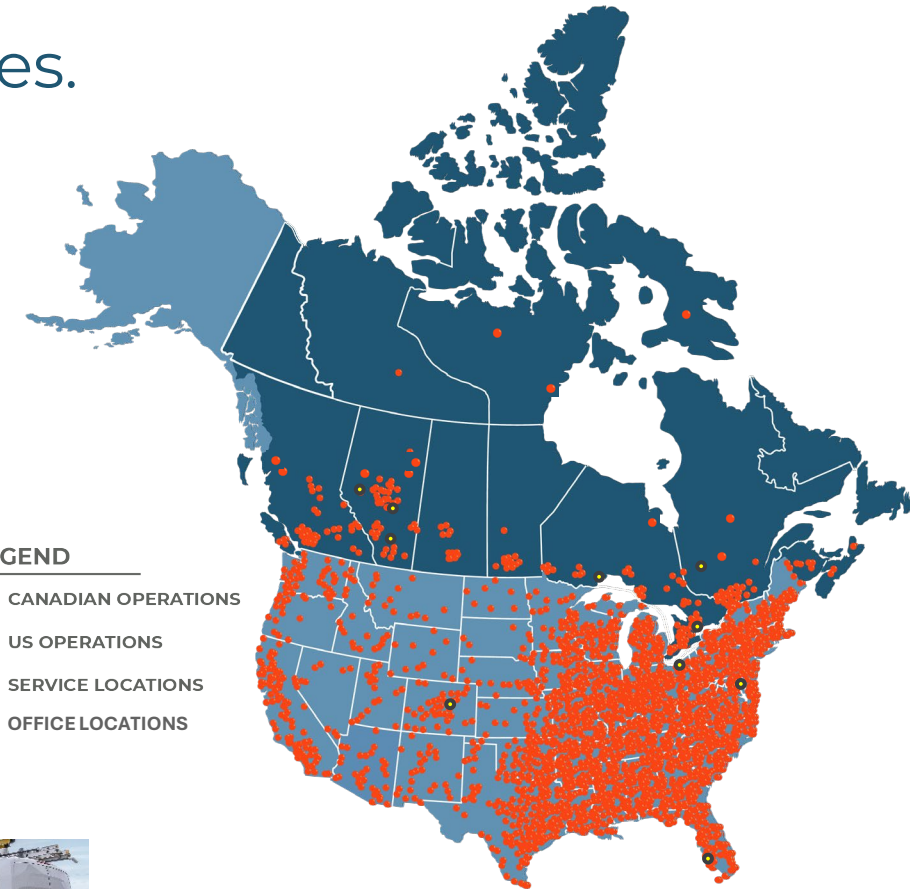 es.
GEND
CANADIAN OPERATIONS
US OPERATIONS
SERVICE LOCATIONS
OFFICE LOCATIONS